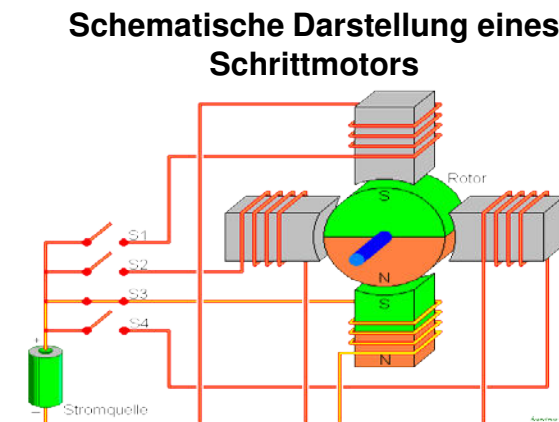 Schematische Darstellung eines
Schrittmotors
Rotor
S
S1
S2
N
S3
S
S4
+
N
Stromquelle
−